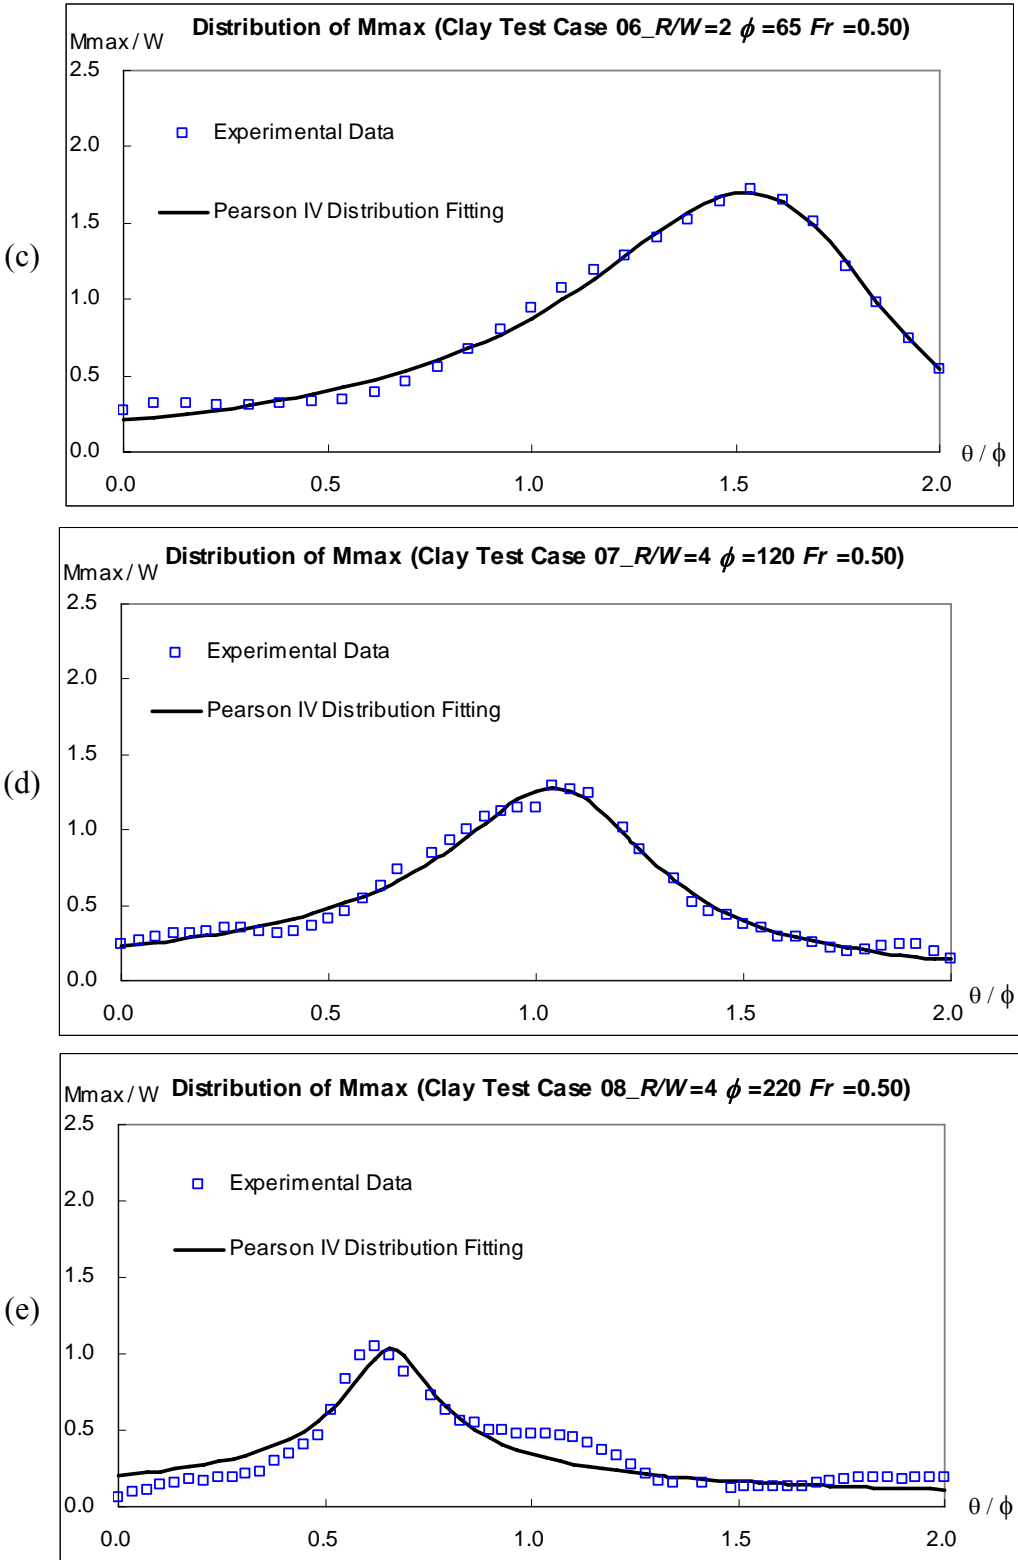 (c)
Distribution of Mmax (Clay Test Case 06_R/W=2 ϕ =65 Fr =0.50)
Mmax / W
2.5
2.0
1.5
1.0
0.5
0.0
Experimental Data
Pearson IV Distribution Fitting
θ / ϕ
0.0 0.5 1.0 1.5 2.0
(d)
Distribution of Mmax (Clay Test Case 07_R/W=4 ϕ =120 Fr =0.50)
Mmax / W
2.5
2.0
1.5
1.0
0.5
0.0
Experimental Data
Pearson IV Distribution Fitting
θ / ϕ
0.0 0.5 1.0 1.5 2.0
(e)
Mmax / W Distribution of Mmax (Clay Test Case 08_R/W=4 ϕ =220 Fr =0.50)
2.5
2.0
1.5
1.0
0.5
0.0
Experimental Data
Pearson IV Distribution Fitting
θ / ϕ
0.0 0.5 1.0 1.5 2.0